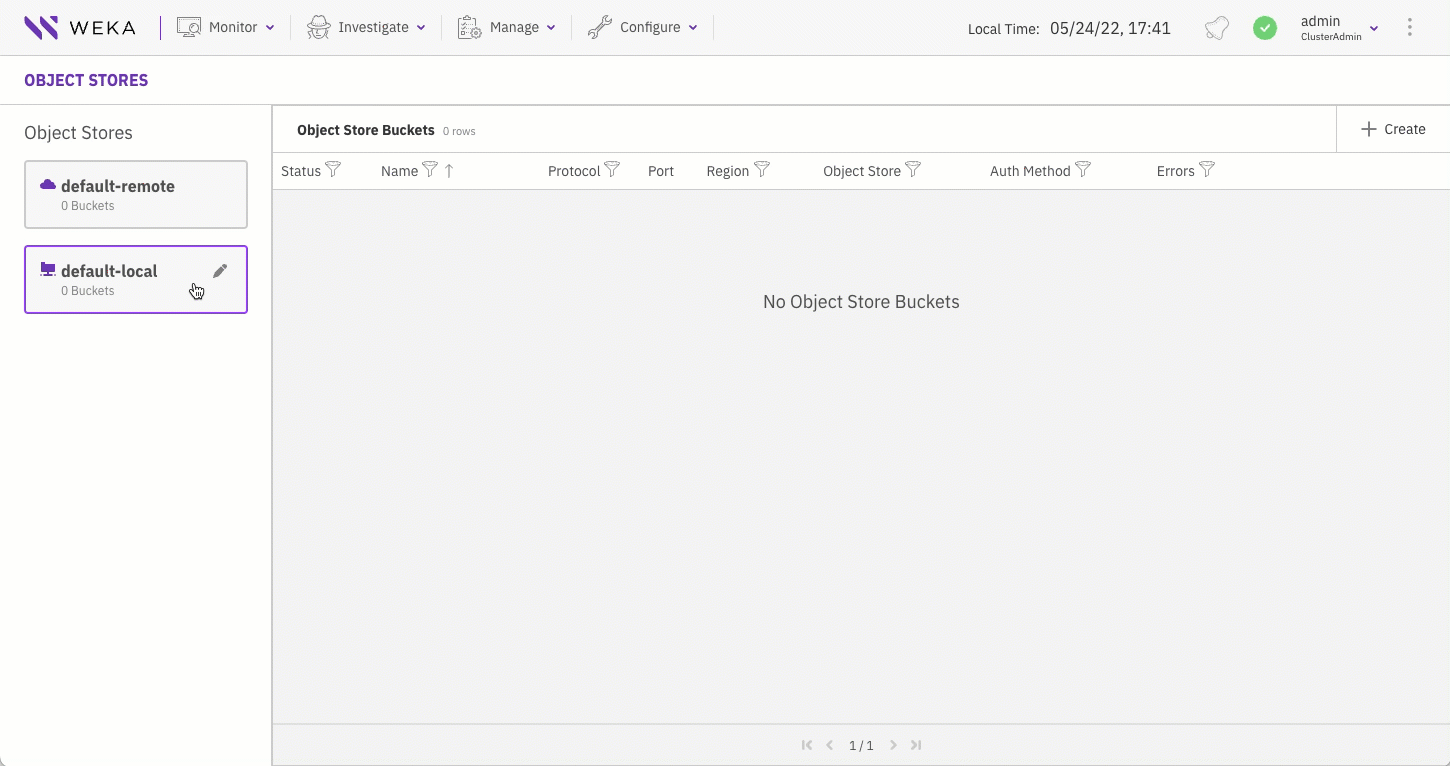 WEKA Monitor Investigate Manage Configure Local Time: 05/24/22, 17:41 admin
ClusterAdmin
OBJECT STORES
Object Stores
default-remote
0 Buckets
default-local
0 Buckets
Object Store Buckets 0 rows Create
Status Name Protocol Port Region Object Store Auth Method Errors
No Object Store Buckets
1 / 1